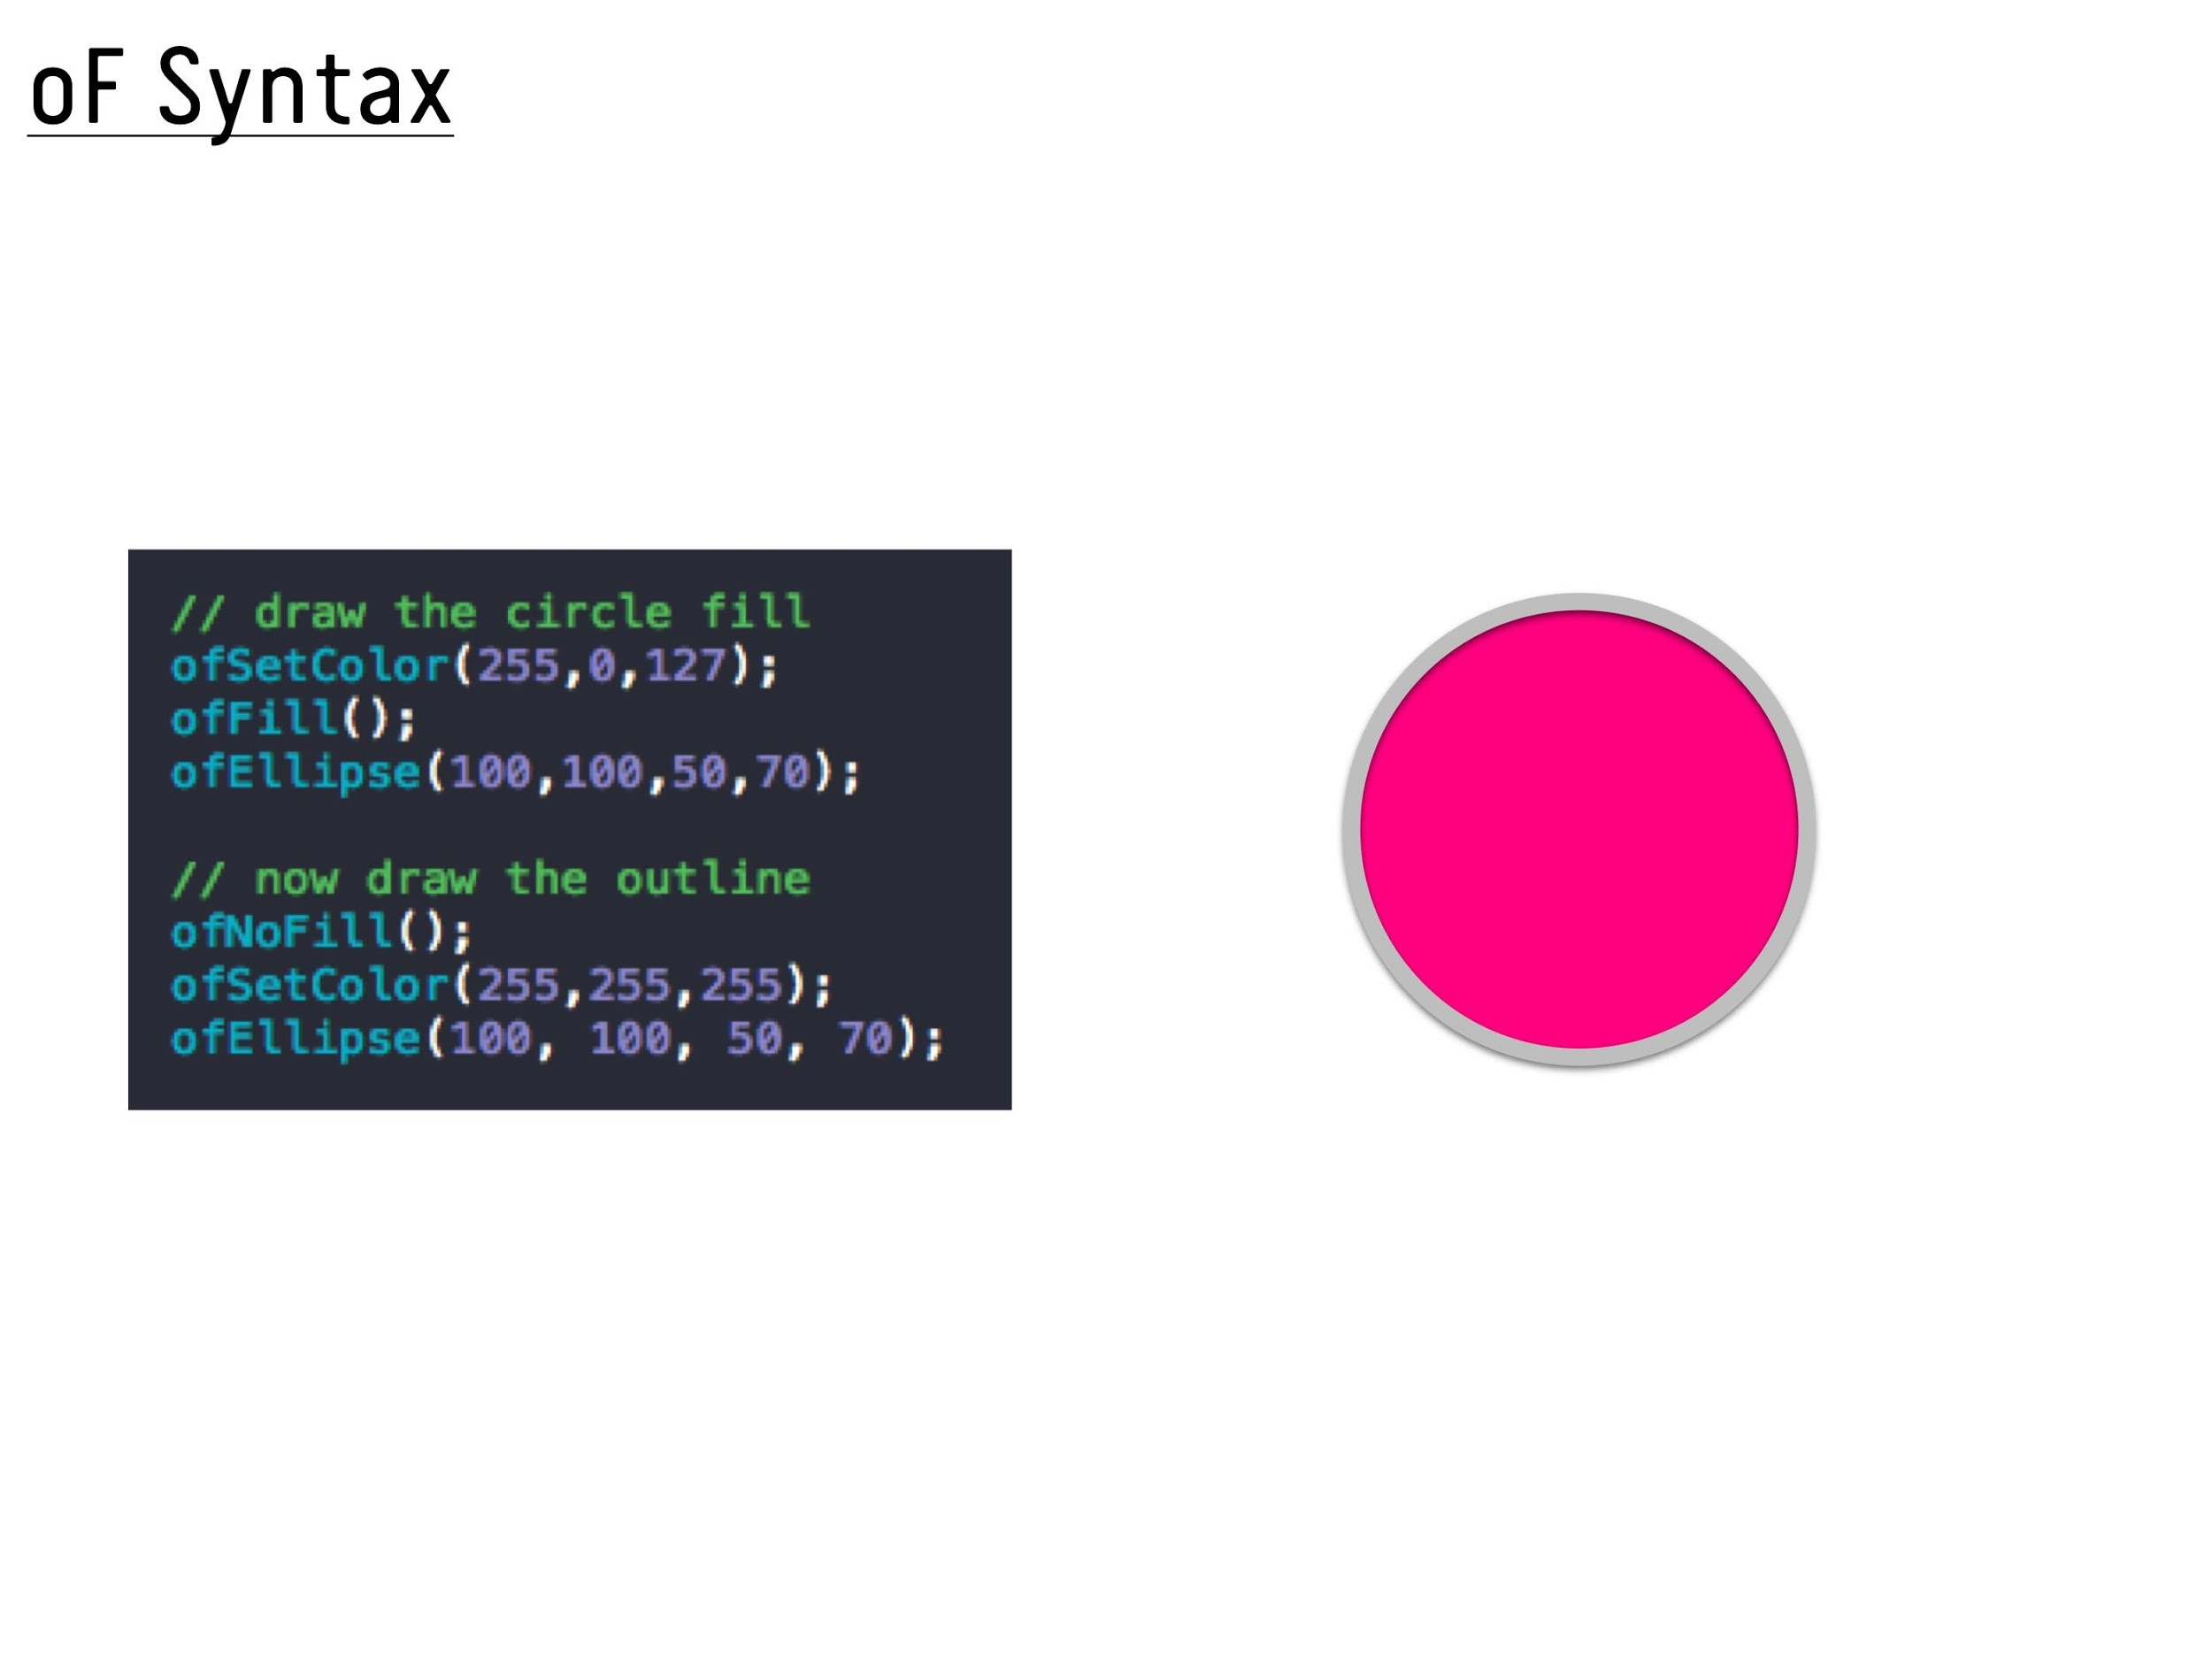 oF Syntax
// draw the circle fill
ofSetColor(255,0,127);
ofFill();
ofEllipse(100,100,50,70);
// now draw the outline
ofNoFill();
ofSetColor(255,255,255);
ofEllipse(100, 100, 50, 70);